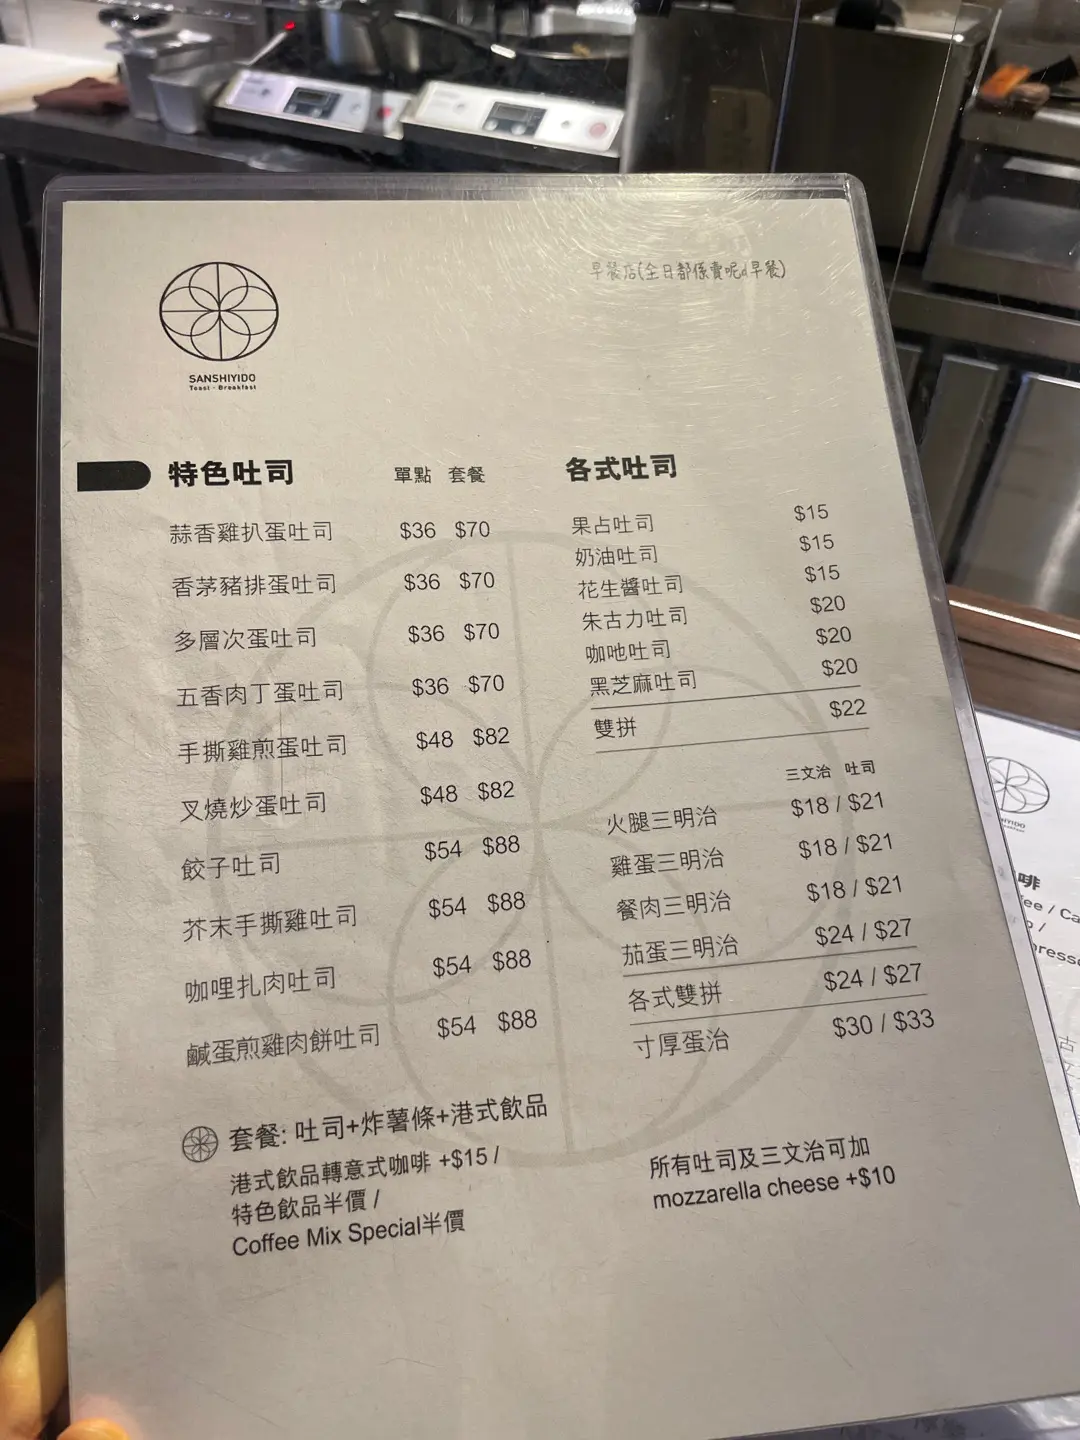 早餐店(全日都係賣呢d早餐)
SANSHIYIDO
Toast · Breakfast
特色吐司 單點 套餐
蒜香雞扒蛋吐司 $36 $70
香茅豬排蛋吐司 $36 $70
多層次蛋吐司 $36 $70
五香肉丁蛋吐司 $36 $70
手撕雞煎蛋吐司 $48 $82
叉燒炒蛋吐司 $48 $82
餃子吐司 $54 $88
芥末手撕雞吐司 $54 $88
咖哩扎肉吐司 $54 $88
鹹蛋煎雞肉餅吐司 $54 $88
套餐: 吐司+炸薯條+港式飲品
港式飲品轉意式咖啡 +$15 /
特色飲品半價 /
Coffee Mix Special半價
各式吐司
果占吐司 $15
奶油吐司 $15
花生醬吐司 $15
朱古力吐司 $20
咖吔吐司 $20
黑芝麻吐司 $20
雙拼 $22
三文治 吐司
火腿三明治 $18 / $21
雞蛋三明治 $18 / $21
餐肉三明治 $18 / $21
茄蛋三明治 $24 / $27
各式雙拼 $24 / $27
寸厚蛋治 $30 / $33
所有吐司及三文治可加
mozzarella cheese +$10
啡